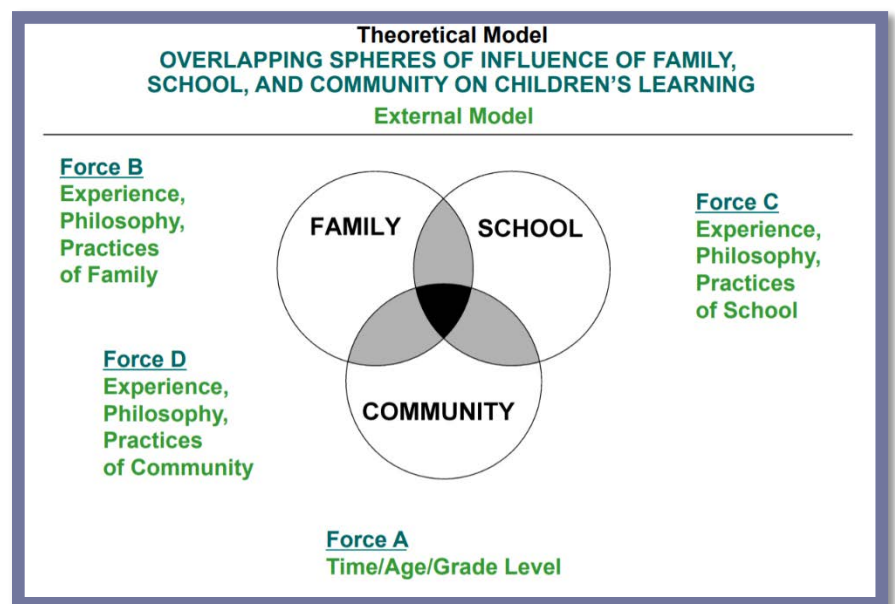 Theoretical Model
OVERLAPPING SPHERES OF INFLUENCE OF FAMILY,
SCHOOL, AND COMMUNITY ON CHILDREN'S LEARNING
External Model
Force B
Experience,
Philosophy,
Practices
of Family
FAMILY
SCHOOL
Force C
Experience,
Philosophy,
Practices
of School
Force D
Experience,
Philosophy,
Practices
of Community
COMMUNITY
Force A
Time/Age/Grade Level